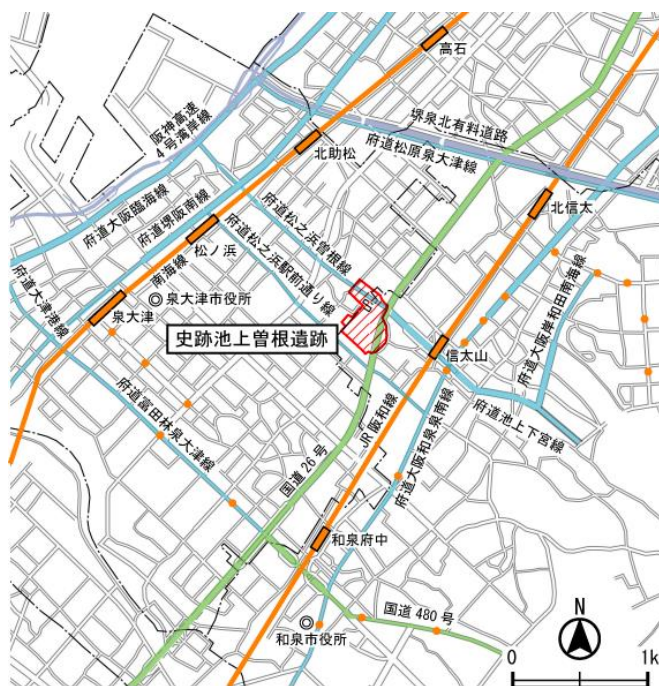 高石
阪神高速
4号湾岸線
堺泉北有料道路
府道松原泉大津線
北助松
府道大阪臨海線
府道堺阪南線
北信太
府道松之浜曽根線
松ノ浜
南海線
府道松之浜駅前通り線
府道大津港線
泉大津市役所
泉大津
府道大阪岸和田南海線
史跡池上曽根遺跡
信太山
府道池上下宮線
府道富田林泉大津線
JR阪和線
府道大阪和泉泉南線
国道26号
和泉府中
国道480号
和泉市役所
N
0
1k